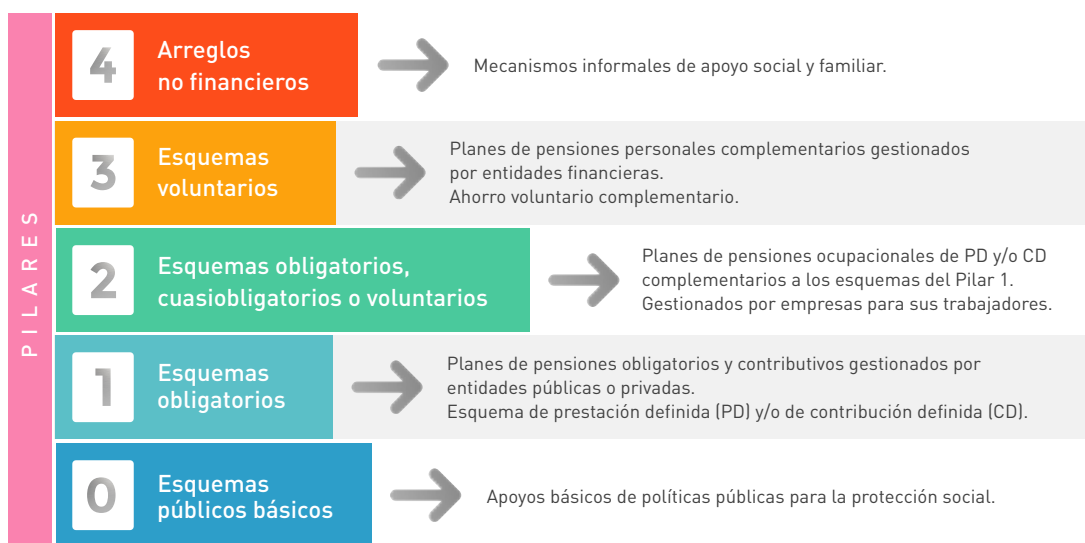 PILARES
4
Arreglos
no financieros
Mecanismos informales de apoyo social y familiar.
3
Esquemas
voluntarios
Planes de pensiones personales complementarios gestionados
por entidades financieras.
Ahorro voluntario complementario.
2
Esquemas obligatorios,
cuasiobligatorios o voluntarios
Planes de pensiones ocupacionales de PD y/o CD
complementarios a los esquemas del Pilar 1.
Gestionados por empresas para sus trabajadores.
1
Esquemas
obligatorios
Planes de pensiones obligatorios y contributivos gestionados por
entidades públicas o privadas.
Esquema de prestación definida (PD) y/o de contribución definida (CD).
0
Esquemas
públicos básicos
Apoyos básicos de políticas públicas para la protección social.